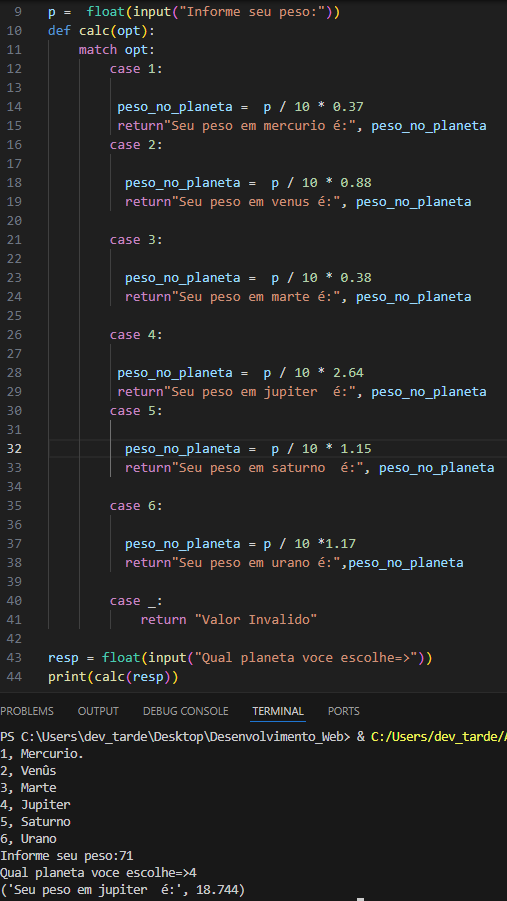 9 p =  float(input("Informe seu peso:"))
10 def calc(opt):
11 match opt:
12 case 1:
13
14 peso_no_planeta =  p / 10 * 0.37
15 return"Seu peso em mercurio é:", peso_no_planeta
16 case 2:
17
18 peso_no_planeta =  p / 10 * 0.88
19 return"Seu peso em venus é:", peso_no_planeta
20
21 case 3:
22
23 peso_no_planeta =  p / 10 * 0.38
24 return"Seu peso em marte é:", peso_no_planeta
25
26 case 4:
27
28 peso_no_planeta =  p / 10 * 2.64
29 return"Seu peso em jupiter  é:", peso_no_planeta
30 case 5:
31
32 peso_no_planeta =  p / 10 * 1.15
33 return"Seu peso em saturno  é:", peso_no_planeta
34
35 case 6:
36
37 peso_no_planeta = p / 10 *1.17
38 return"Seu peso em urano é:",peso_no_planeta
39
40 case _:
41 return "Valor Invalido"
42
43 resp = float(input("Qual planeta voce escolhe=>"))
44 print(calc(resp))
PROBLEMS OUTPUT DEBUG CONSOLE TERMINAL PORTS
PS C:\Users\dev_tarde\Desktop\Desenvolvimento_Web> & C:/Users/dev_tarde/
1, Mercurio.
2, Venûs
3, Marte
4, Jupiter
5, Saturno
6, Urano
Informe seu peso:71
Qual planeta voce escolhe=>4
('Seu peso em jupiter  é:', 18.744)